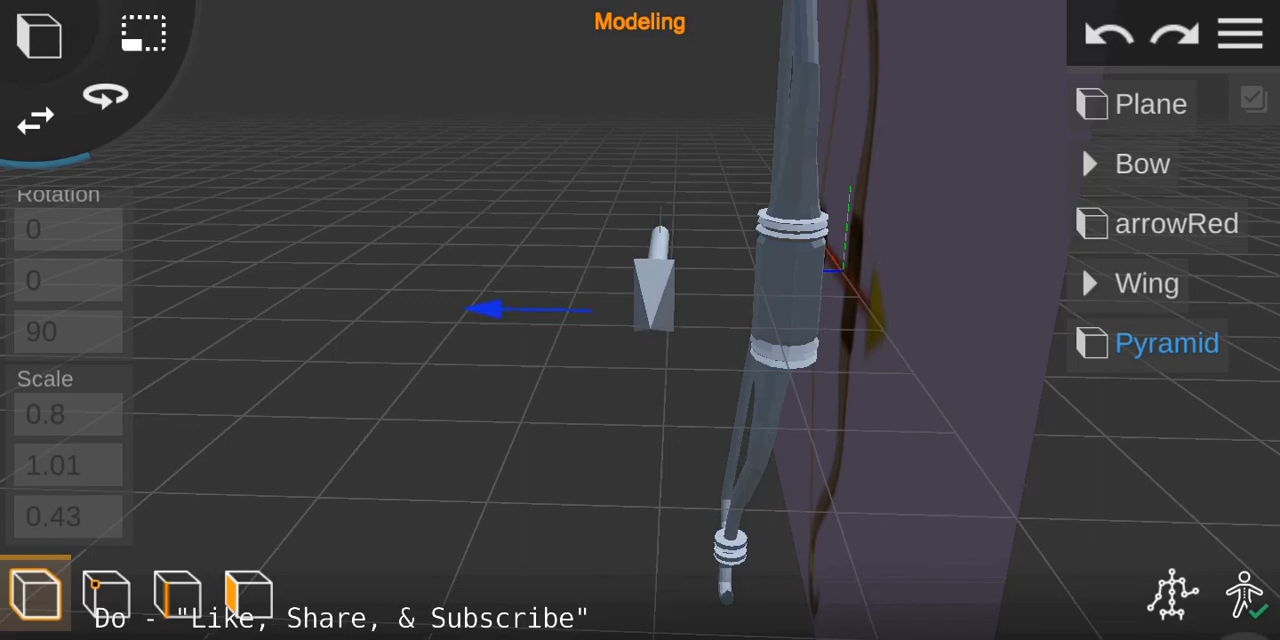 Modeling
Plane
Bow
arrowRed
Wing
Pyramid
Rotation
0
0
90
Scale
0.8
1.01
0.43
Do - "Like, Share, & Subscribe"